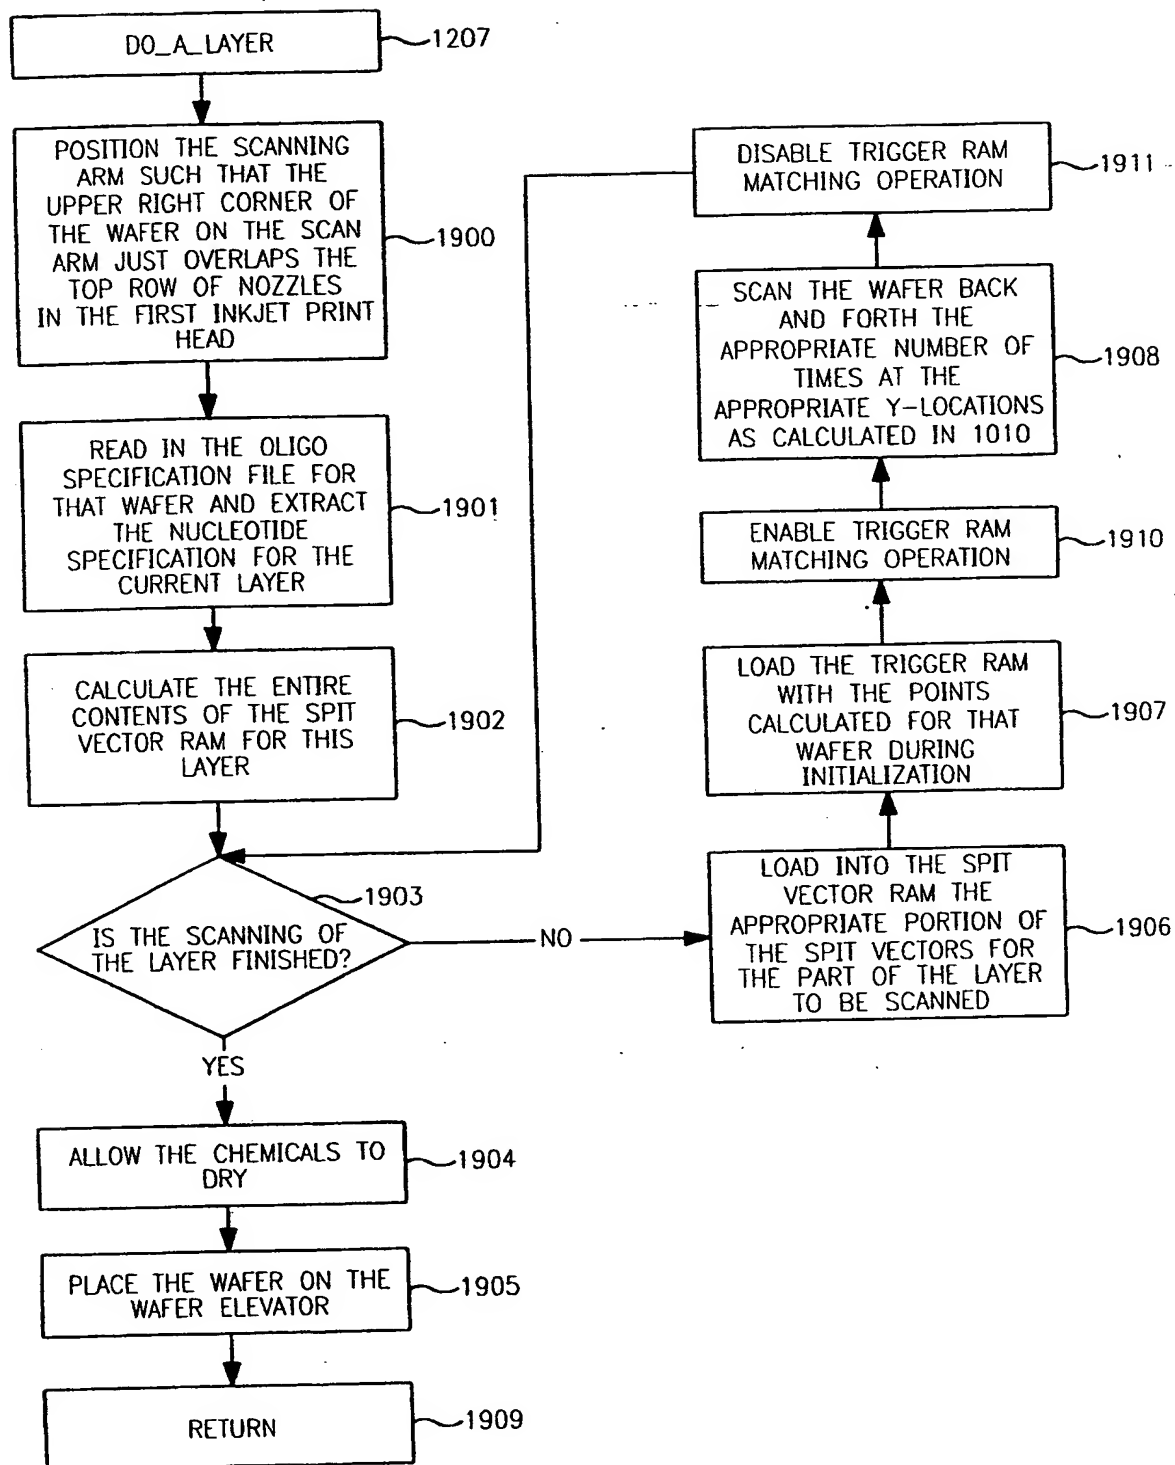 DO_A_LAYER
1207
POSITION THE SCANNING
ARM SUCH THAT THE
UPPER RIGHT CORNER OF
THE WAFER ON THE SCAN
ARM JUST OVERLAPS THE
TOP ROW OF NOZZLES
IN THE FIRST INKJET PRINT
HEAD
1900
READ IN THE OLIGO
SPECIFICATION FILE FOR
THAT WAFER AND EXTRACT
THE NUCLEOTIDE
SPECIFICATION FOR THE
CURRENT LAYER
1901
CALCULATE THE ENTIRE
CONTENTS OF THE SPIT
VECTOR RAM FOR THIS
LAYER
1902
IS THE SCANNING OF
THE LAYER FINISHED?
1903
NO
YES
ALLOW THE CHEMICALS TO
DRY
1904
PLACE THE WAFER ON THE
WAFER ELEVATOR
1905
RETURN
1909
DISABLE TRIGGER RAM
MATCHING OPERATION
1911
SCAN THE WAFER BACK
AND FORTH THE
APPROPRIATE NUMBER OF
TIMES AT THE
APPROPRIATE Y-LOCATIONS
AS CALCULATED IN 1010
1908
ENABLE TRIGGER RAM
MATCHING OPERATION
1910
LOAD THE TRIGGER RAM
WITH THE POINTS
CALCULATED FOR THAT
WAFER DURING
INITIALIZATION
1907
LOAD INTO THE SPIT
VECTOR RAM THE
APPROPRIATE PORTION OF
THE SPIT VECTORS FOR
THE PART OF THE LAYER
TO BE SCANNED
1906